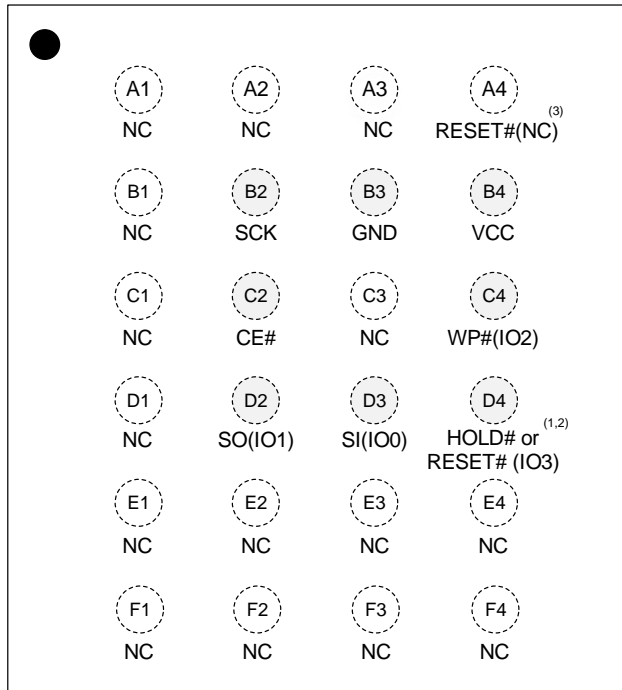 A1 A2 A3 A4
NC NC NC RESET#(NC) (3)
B1 B2 B3 B4
NC SCK GND VCC
C1 C2 C3 C4
NC CE# NC WP#(IO2)
D1 D2 D3 D4
NC SO(IO1) SI(IO0) HOLD# or (1,2)
RESET# (IO3)
E1 E2 E3 E4
NC NC NC NC
F1 F2 F3 F4
NC NC NC NC